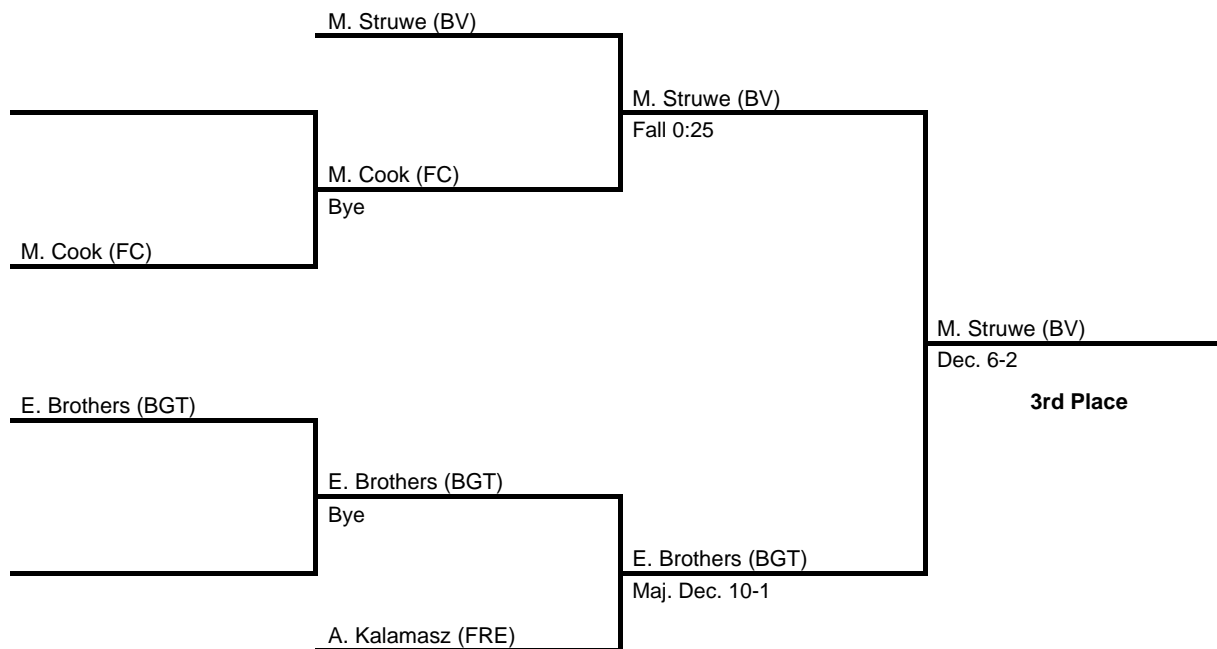 M. Struwe (BV)
M. Struwe (BV)
Fall 0:25
M. Cook (FC)
Bye
M. Cook (FC)
M. Struwe (BV)
Dec. 6-2
3rd Place
E. Brothers (BGT)
E. Brothers (BGT)
Bye
E. Brothers (BGT)
Maj. Dec. 10-1
A. Kalamasz (FRE)